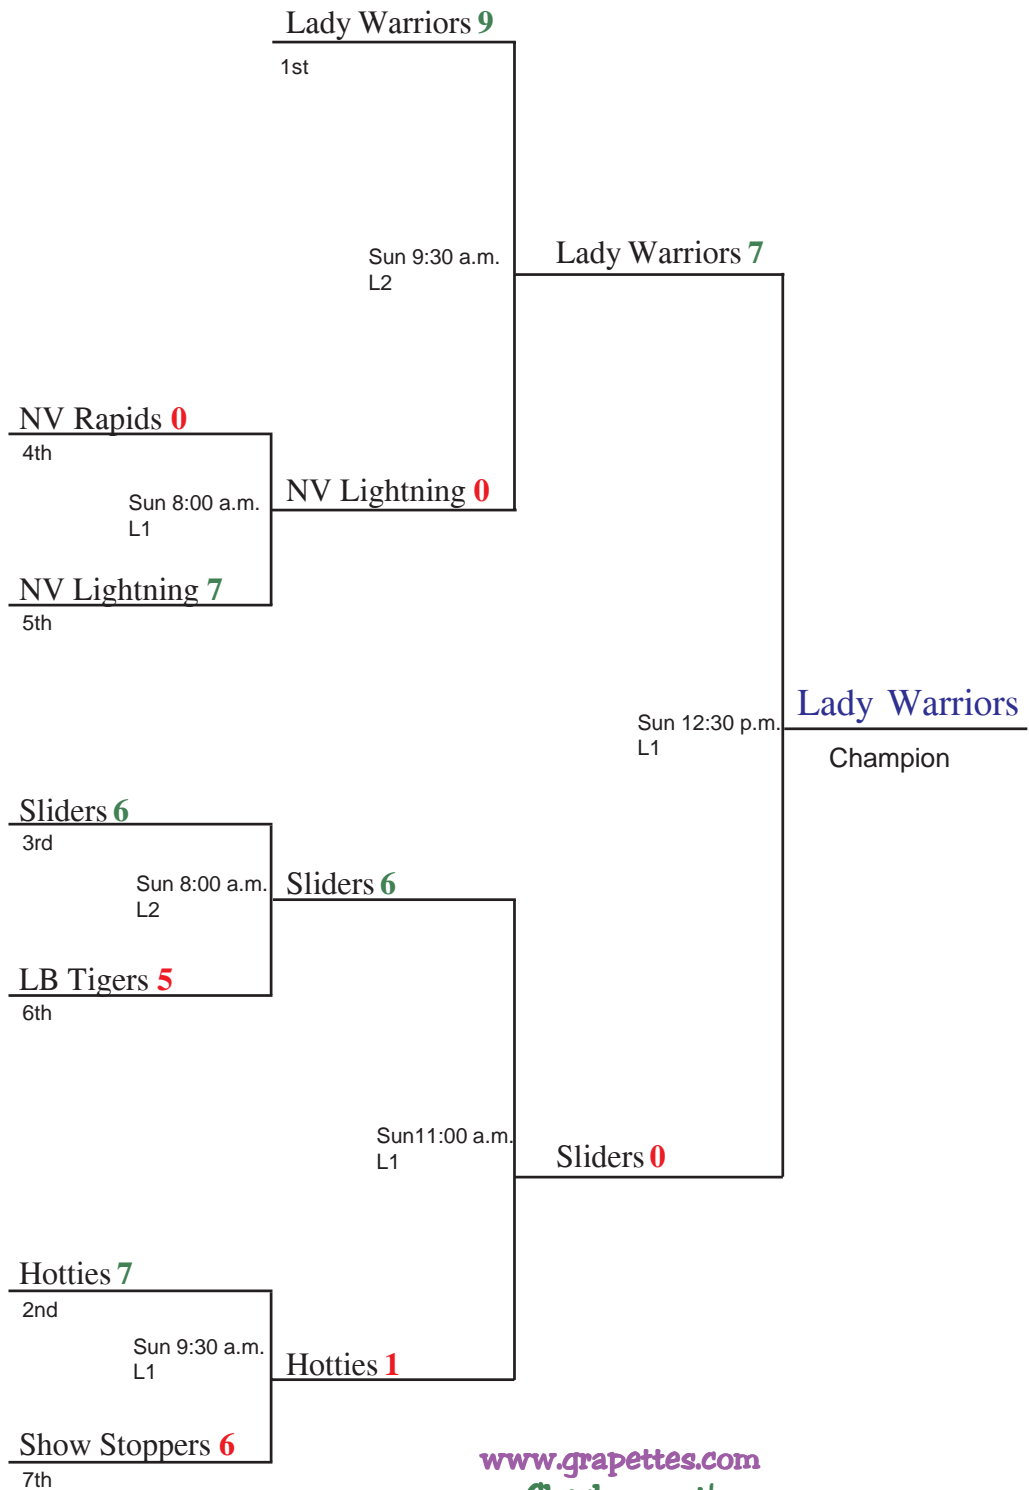 Lady Warriors 9
1st
Sun 9:30 a.m.
L2
Lady Warriors 7
NV Rapids 0
4th
Sun 8:00 a.m.
L1
NV Lightning 0
NV Lightning 7
5th
Sun 12:30 p.m.
L1
Lady Warriors
Champion
Sliders 6
3rd
Sun 8:00 a.m.
L2
Sliders 6
LB Tigers 5
6th
Sun11:00 a.m.
L1
Sliders 0
Hotties 7
2nd
Sun 9:30 a.m.
L1
Hotties 1
Show Stoppers 6
7th
www.grapettes.com